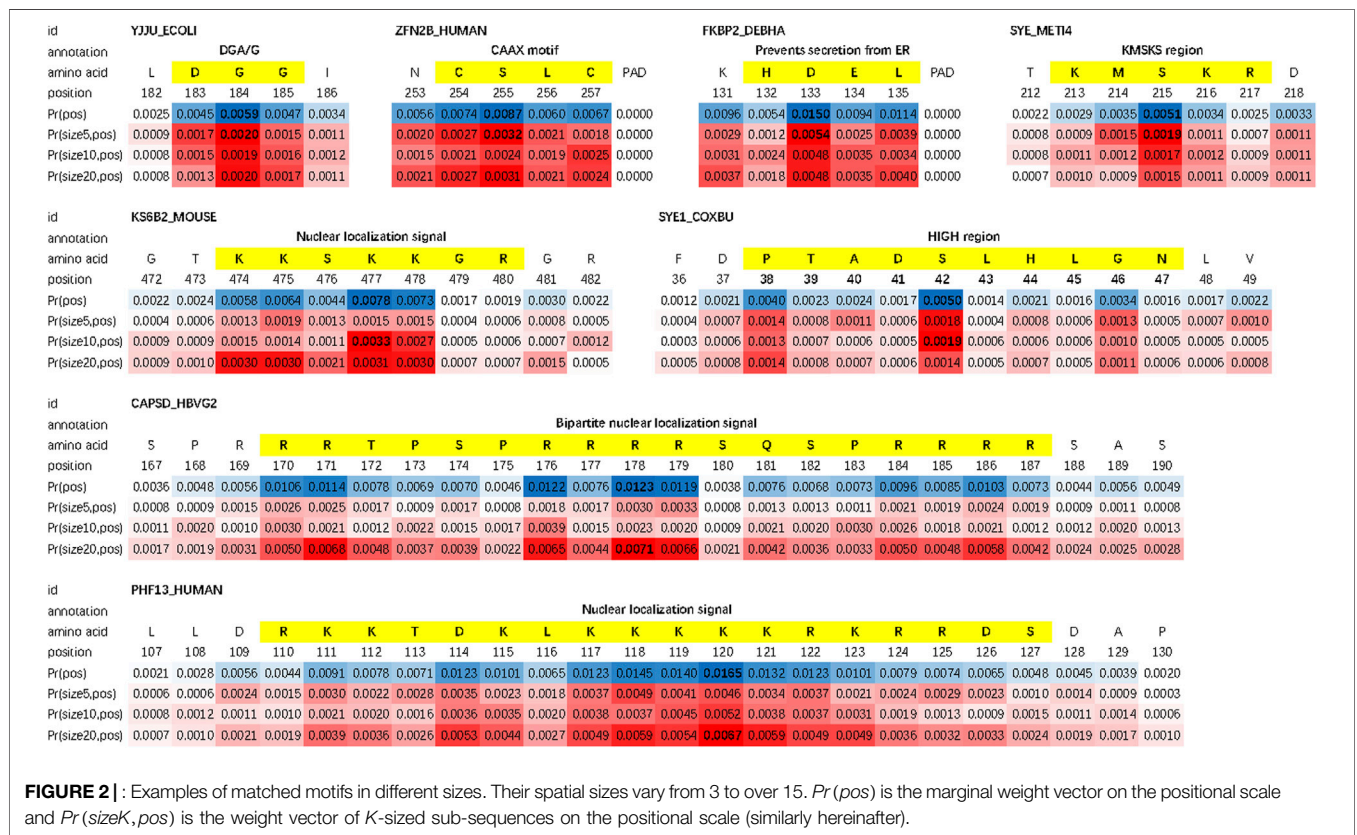 id YJJU_ECOLI ZFN2B_HUMAN FKBP2_DEBHA SYE_METI4
annotation DGA/G CAAX motif Prevents secretion from ER KMSKS region
amino acid L D G G I N C S L C PAD K H D E L PAD T K M S K R D
position 182 183 184 185 186 253 254 255 256 257 131 132 133 134 135 212 213 214 215 216 217 218
Pr(pos) 0.0025 0.0045 0.0059 0.0047 0.0034 0.0056 0.0074 0.0087 0.0060 0.0067 0.0000 0.0096 0.0054 0.0150 0.0094 0.0114 0.0000 0.0022 0.0029 0.0035 0.0051 0.0034 0.0025 0.0033
Pr(size5,pos) 0.0009 0.0017 0.0020 0.0015 0.0011 0.0020 0.0027 0.0032 0.0021 0.0018 0.0000 0.0029 0.0012 0.0054 0.0025 0.0039 0.0000 0.0008 0.0009 0.0015 0.0019 0.0011 0.0007 0.0011
Pr(size10,pos) 0.0008 0.0015 0.0019 0.0016 0.0012 0.0015 0.0021 0.0024 0.0019 0.0025 0.0000 0.0031 0.0024 0.0048 0.0035 0.0034 0.0000 0.0008 0.0011 0.0012 0.0017 0.0012 0.0009 0.0011
Pr(size20,pos) 0.0008 0.0013 0.0020 0.0017 0.0011 0.0021 0.0027 0.0031 0.0021 0.0024 0.0000 0.0037 0.0018 0.0048 0.0035 0.0040 0.0000 0.0007 0.0010 0.0009 0.0015 0.0011 0.0009 0.0011
id KS6B2_MOUSE SYE1_COXBU
annotation Nuclear localization signal HIGH region
amino acid G T K K S K K G R G R F D P T A D S L H L G N L V
position 472 473 474 475 476 477 478 479 480 481 482 36 37 38 39 40 41 42 43 44 45 46 47 48 49
Pr(pos) 0.0022 0.0024 0.0058 0.0064 0.0044 0.0078 0.0073 0.0017 0.0019 0.0030 0.0022 0.0012 0.0021 0.0040 0.0023 0.0024 0.0017 0.0050 0.0014 0.0021 0.0016 0.0034 0.0016 0.0017 0.0022
Pr(size5,pos) 0.0004 0.0006 0.0013 0.0019 0.0013 0.0015 0.0015 0.0004 0.0006 0.0008 0.0005 0.0004 0.0007 0.0014 0.0008 0.0011 0.0006 0.0018 0.0004 0.0008 0.0006 0.0013 0.0005 0.0007 0.0010
Pr(size10,pos) 0.0009 0.0009 0.0015 0.0014 0.0011 0.0033 0.0027 0.0005 0.0006 0.0007 0.0012 0.0003 0.0006 0.0013 0.0007 0.0006 0.0005 0.0019 0.0006 0.0006 0.0006 0.0010 0.0005 0.0005 0.0005
Pr(size20,pos) 0.0009 0.0010 0.0030 0.0030 0.0021 0.0031 0.0030 0.0007 0.0007 0.0015 0.0005 0.0005 0.0008 0.0014 0.0008 0.0007 0.0006 0.0014 0.0005 0.0007 0.0005 0.0011 0.0006 0.0006 0.0008
id CAPSD_HBVG2
annotation Bipartite nuclear localization signal
amino acid S P R R R T P S P R R R R S Q S P R R R R S A S
position 167 168 169 170 171 172 173 174 175 176 177 178 179 180 181 182 183 184 185 186 187 188 189 190
Pr(pos) 0.0036 0.0048 0.0056 0.0106 0.0114 0.0078 0.0069 0.0070 0.0046 0.0122 0.0076 0.0123 0.0119 0.0038 0.0076 0.0068 0.0073 0.0096 0.0085 0.0103 0.0073 0.0044 0.0056 0.0049
Pr(size5,pos) 0.0008 0.0009 0.0015 0.0026 0.0025 0.0017 0.0009 0.0017 0.0008 0.0018 0.0017 0.0030 0.0033 0.0008 0.0013 0.0013 0.0011 0.0021 0.0019 0.0024 0.0019 0.0009 0.0011 0.0008
Pr(size10,pos) 0.0011 0.0020 0.0010 0.0030 0.0021 0.0012 0.0022 0.0015 0.0017 0.0039 0.0015 0.0023 0.0020 0.0009 0.0021 0.0020 0.0030 0.0026 0.0018 0.0021 0.0012 0.0012 0.0020 0.0013
Pr(size20,pos) 0.0017 0.0019 0.0031 0.0050 0.0068 0.0048 0.0037 0.0039 0.0022 0.0065 0.0044 0.0071 0.0066 0.0021 0.0042 0.0036 0.0033 0.0050 0.0048 0.0058 0.0042 0.0024 0.0025 0.0028
id PHF13_HUMAN
annotation Nuclear localization signal
amino acid L L D R K K T D K L K K K K K R K R R D S D A P
position 107 108 109 110 111 112 113 114 115 116 117 118 119 120 121 122 123 124 125 126 127 128 129 130
Pr(pos) 0.0021 0.0028 0.0056 0.0044 0.0091 0.0078 0.0071 0.0123 0.0101 0.0065 0.0123 0.0145 0.0140 0.0165 0.0132 0.0123 0.0101 0.0079 0.0074 0.0065 0.0048 0.0045 0.0039 0.0020
Pr(size5,pos) 0.0006 0.0006 0.0024 0.0015 0.0030 0.0022 0.0028 0.0035 0.0023 0.0018 0.0037 0.0049 0.0041 0.0046 0.0034 0.0037 0.0021 0.0024 0.0029 0.0023 0.0010 0.0014 0.0009 0.0003
Pr(size10,pos) 0.0008 0.0012 0.0011 0.0010 0.0021 0.0020 0.0016 0.0036 0.0035 0.0020 0.0038 0.0037 0.0045 0.0052 0.0038 0.0037 0.0031 0.0019 0.0013 0.0009 0.0015 0.0011 0.0014 0.0006
Pr(size20,pos) 0.0007 0.0010 0.0021 0.0019 0.0039 0.0036 0.0026 0.0053 0.0044 0.0027 0.0048 0.0059 0.0054 0.0067 0.0059 0.0049 0.0049 0.0036 0.0032 0.0033 0.0024 0.0019 0.0017 0.0010
FIGURE 2 | : Examples of matched motifs in different sizes. Their spatial sizes vary from 3 to over 15. Pr (pos) is the marginal weight vector on the positional scale
and Pr (sizeK, pos) is the weight vector of K-sized sub-sequences on the positional scale (similarly hereinafter).